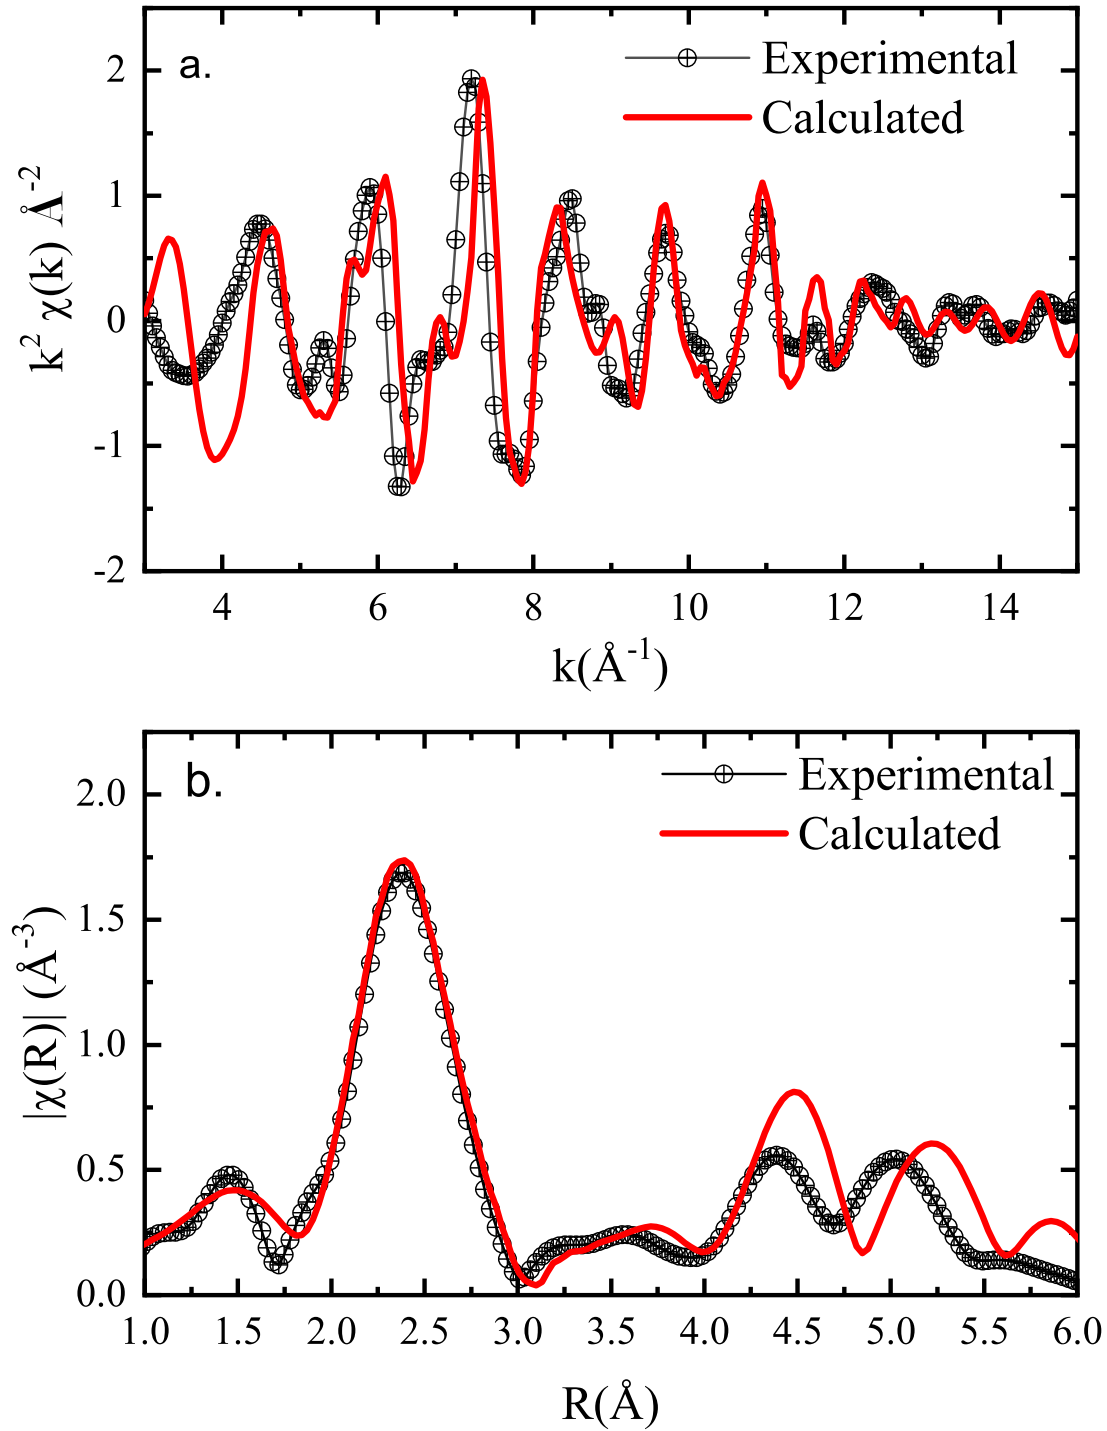 a.
Experimental
Calculated
2
1
0
-1
-2
k² χ(k) Å⁻²
4 6 8 10 12 14
k(Å⁻¹)
b.
Experimental
Calculated
2.0
1.5
1.0
0.5
0.0
|χ(R)| (Å⁻³)
1.0 1.5 2.0 2.5 3.0 3.5 4.0 4.5 5.0 5.5 6.0
R(Å)